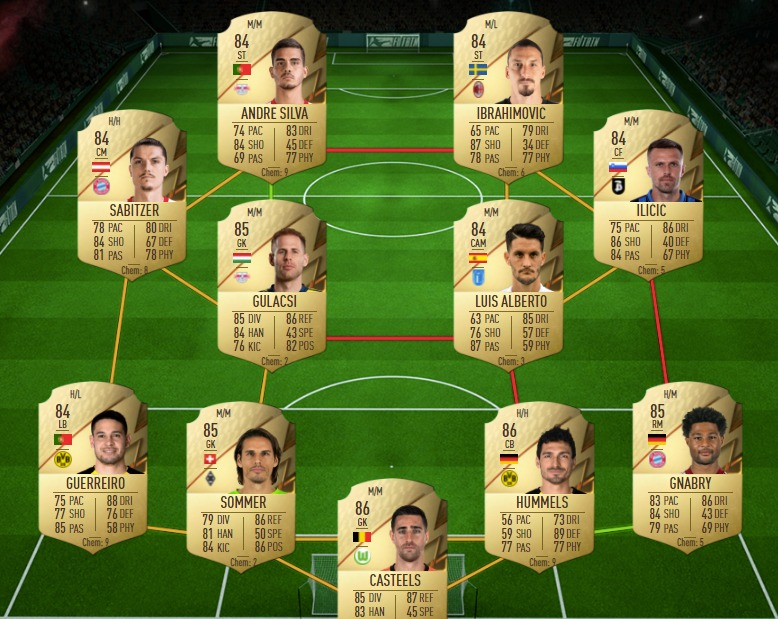 M/M
84
ST
ANDRE SILVA
74 PAC 83 DRI
84 SHO 45 DEF
69 PAS 77 PHY
Chem: 9
M/L
84
ST
IBRAHIMOVIC
65 PAC 79 DRI
87 SHO 34 DEF
78 PAS 77 PHY
Chem: 6
H/H
84
CM
SABITZER
78 PAC 80 DRI
84 SHO 67 DEF
81 PAS 78 PHY
Chem: 8
M/M
84
CF
ILICIC
75 PAC 86 DRI
86 SHO 40 DEF
84 PAS 67 PHY
Chem: 5
M/M
85
GK
GULACSI
85 DIV 86 REF
84 HAN 43 SPE
76 KIC 82 POS
Chem: 2
M/M
84
CAM
LUIS ALBERTO
63 PAC 85 DRI
76 SHO 57 DEF
87 PAS 59 PHY
Chem: 3
H/L
84
LB
GUERREIRO
75 PAC 88 DRI
77 SHO 76 DEF
85 PAS 58 PHY
Chem: 9
M/M
85
GK
SOMMER
79 DIV 86 REF
81 HAN 50 SPE
84 KIC 86 POS
Chem: 2
M/M
86
GK
CASTEELS
85 DIV 87 REF
83 HAN 45 SPE
H/H
86
CB
HUMMELS
56 PAC 73 DRI
59 SHO 89 DEF
77 PAS 77 PHY
Chem: 9
H/M
85
RM
GNABRY
83 PAC 86 DRI
84 SHO 43 DEF
79 PAS 69 PHY
Chem: 5